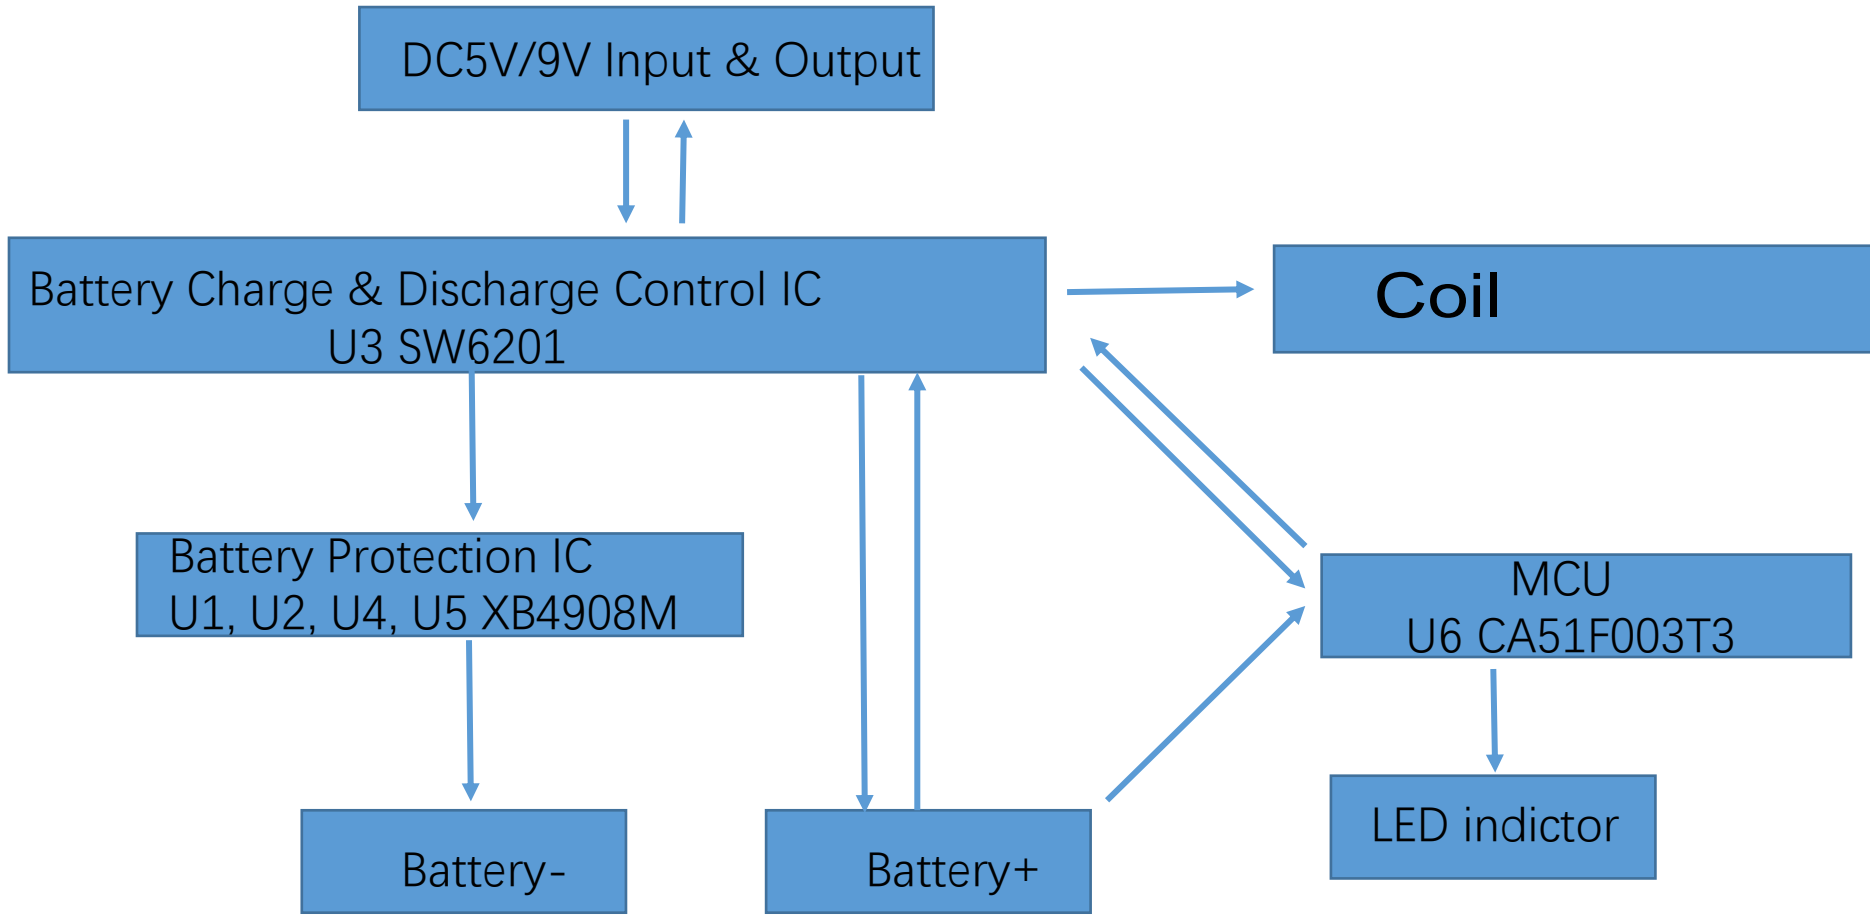 DC5V/9V Input & Output
Battery Charge & Discharge Control IC
U3 SW6201
Coil
Battery Protection IC
U1, U2, U4, U5 XB4908M
MCU
U6 CA51F003T3
LED indictor
Battery-
Battery+